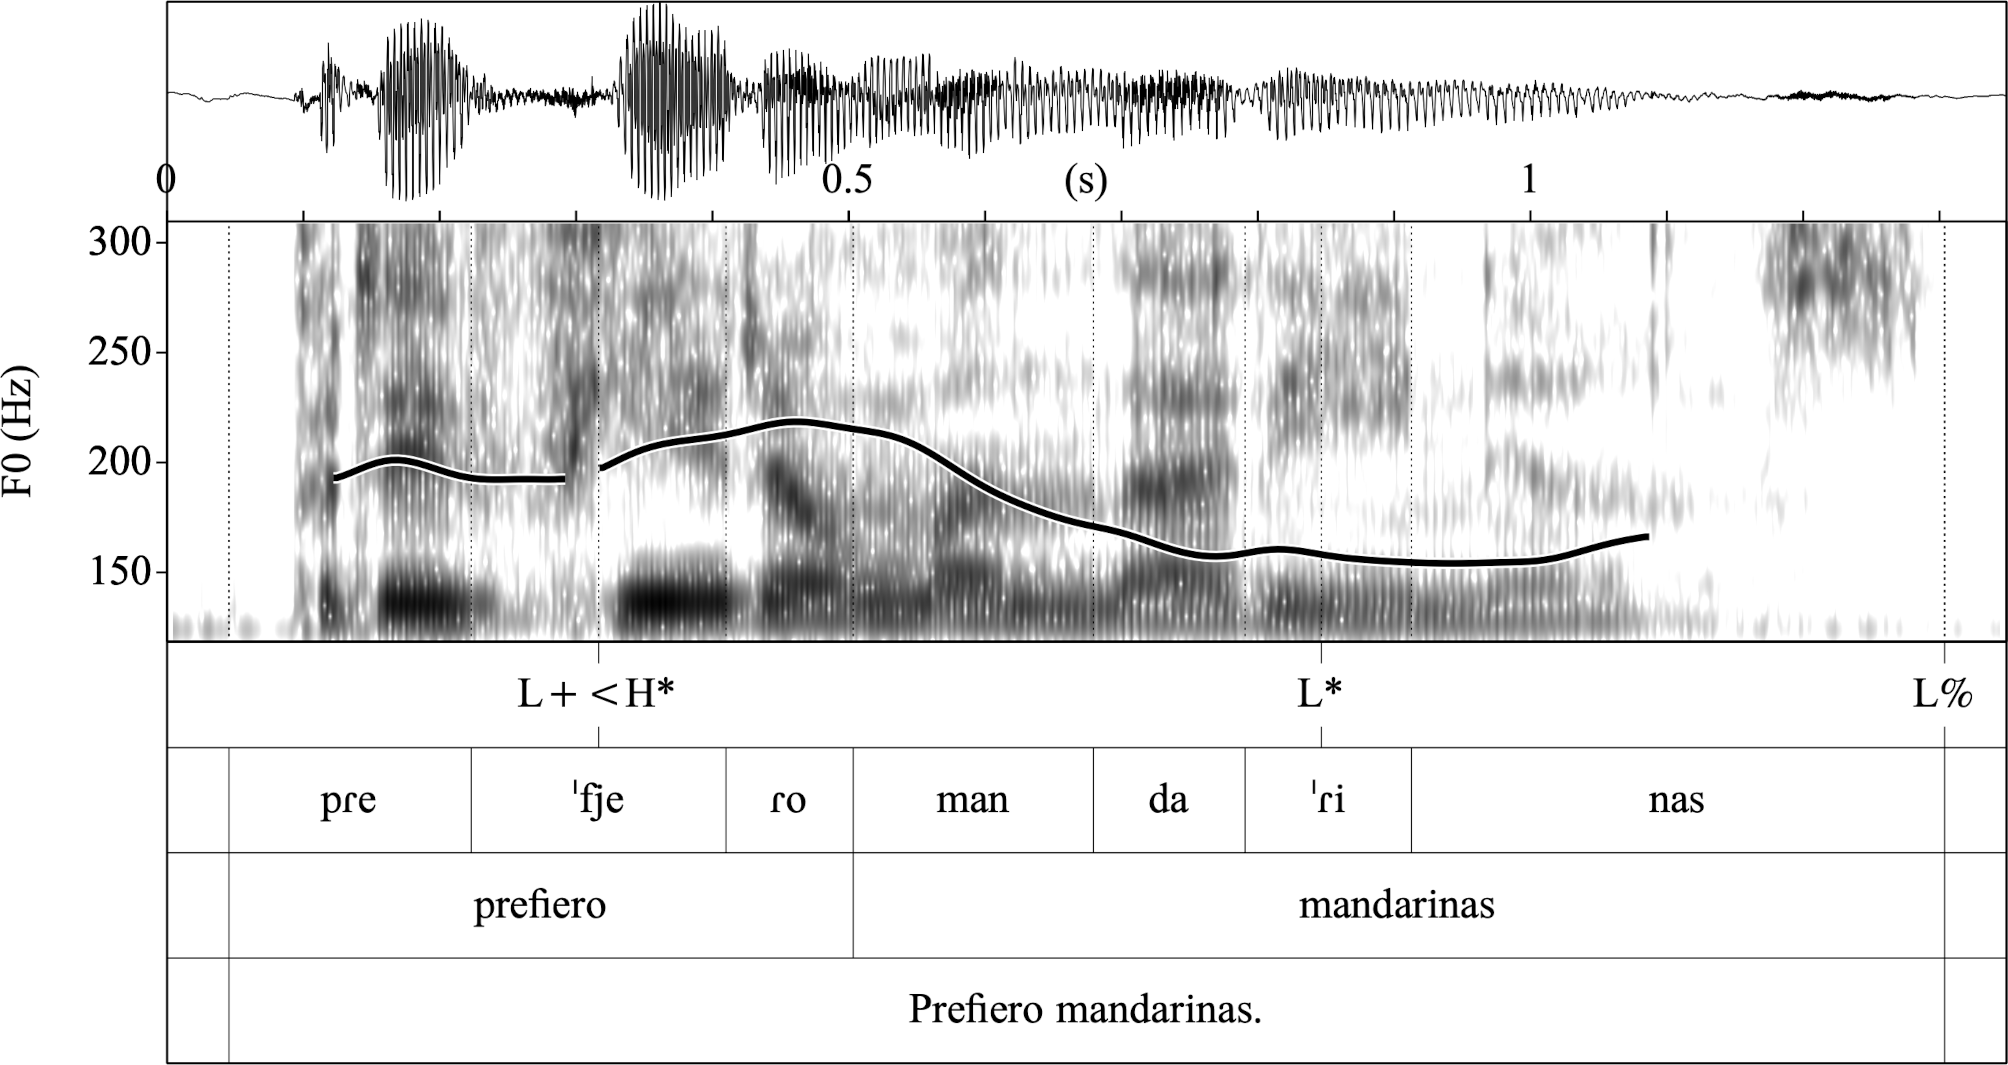 0 0.5 (s) 1
300
250
200
150
F0 (Hz)
L+<H* L* L%
pɾe ˈfje ɾo man da ˈɾi nas
prefiero mandarinas
Prefiero mandarinas.